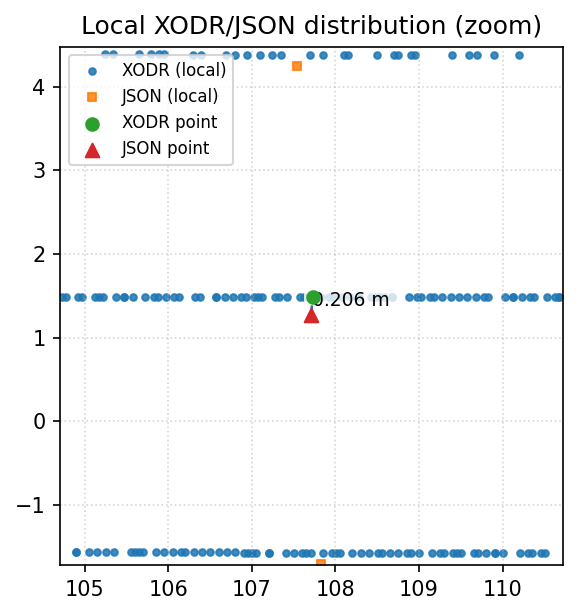 Local XODR/JSON distribution (zoom)
XODR (local)
JSON (local)
XODR point
JSON point
4
3
2
1
0
−1
0.206 m
105 106 107 108 109 110